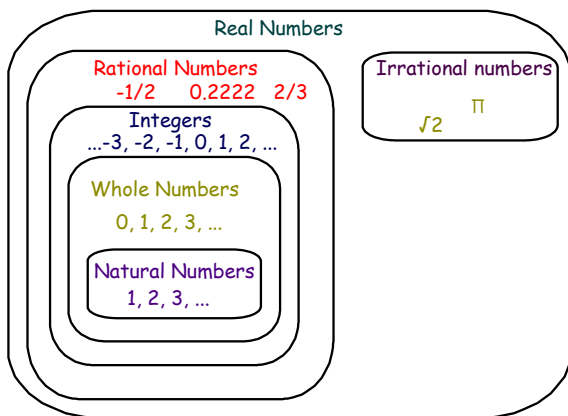 Real Numbers
Rational Numbers
-1/2 0.2222 2/3
Integers
...-3, -2, -1, 0, 1, 2, ...
Whole Numbers
0, 1, 2, 3, ...
Natural Numbers
1, 2, 3, ...
Irrational numbers
π
√2